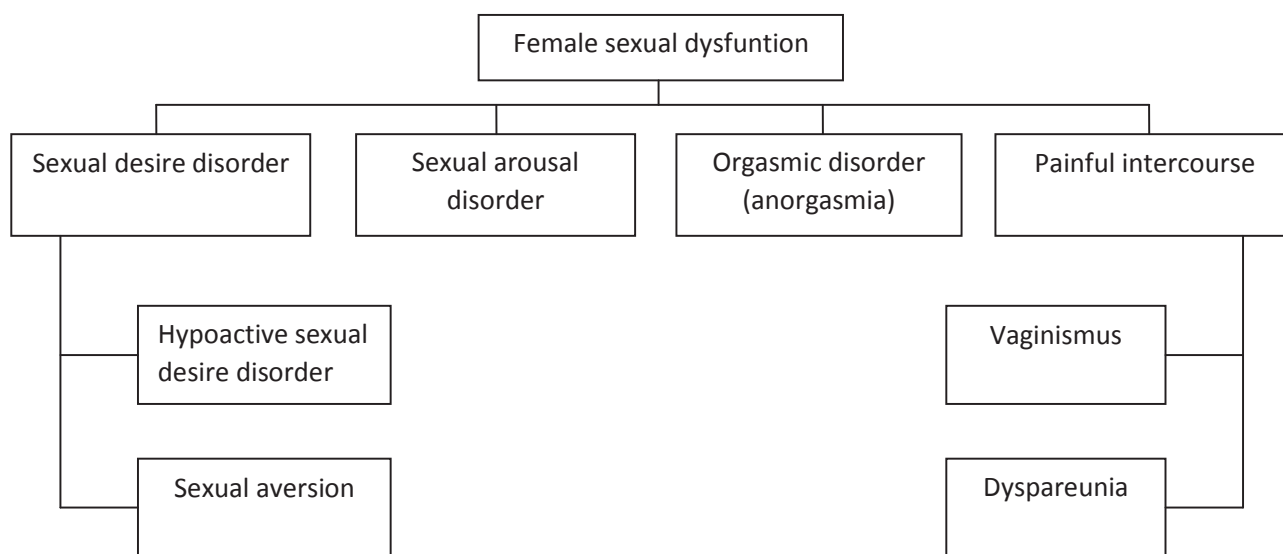 Female sexual dysfuntion
Sexual desire disorder
Sexual arousal
disorder
Orgasmic disorder
(anorgasmia)
Painful intercourse
Hypoactive sexual
desire disorder
Vaginismus
Sexual aversion
Dyspareunia